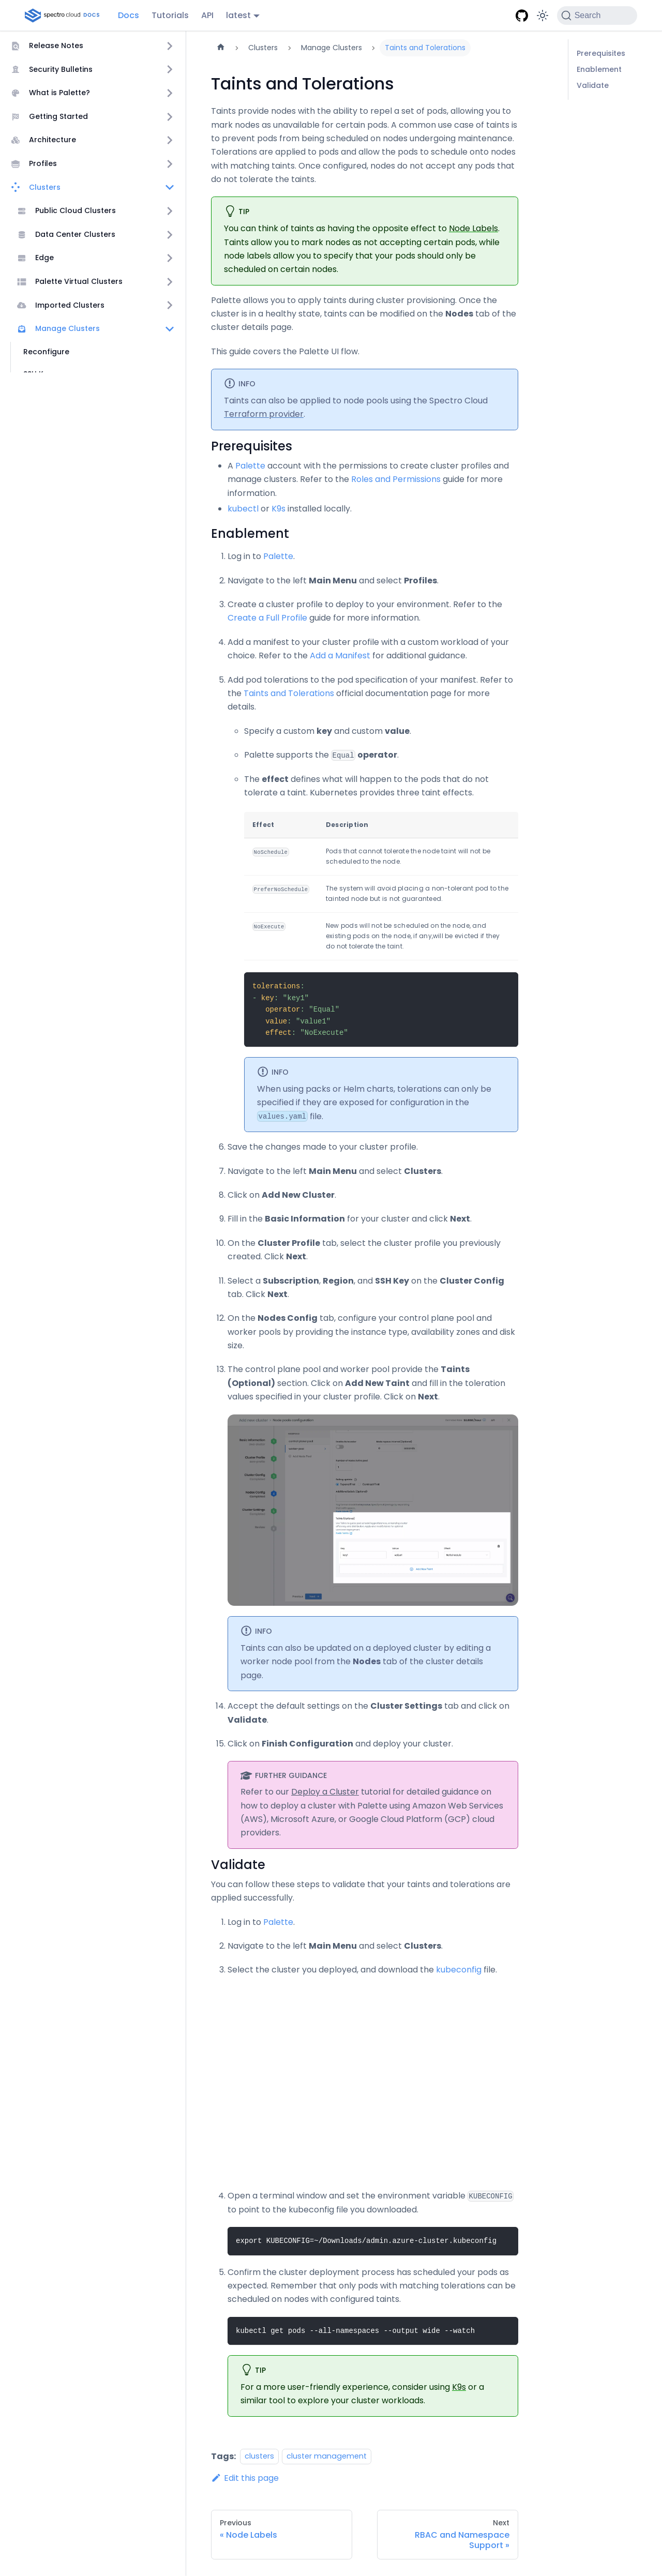 spectro cloud DOCS
Docs
Tutorials
API
latest
Search
Release Notes
Security Bulletins
What is Palette?
Getting Started
Architecture
Profiles
Clusters
Public Cloud Clusters
Data Center Clusters
Edge
Palette Virtual Clusters
Imported Clusters
Manage Clusters
Reconfigure
Clusters
Manage Clusters
Taints and Tolerations
Prerequisites
Enablement
Validate
Taints and Tolerations
Taints provide nodes with the ability to repel a set of pods, allowing you to
mark nodes as unavailable for certain pods. A common use case of taints is
to prevent pods from being scheduled on nodes undergoing maintenance.
Tolerations are applied to pods and allow the pods to schedule onto nodes
with matching taints. Once configured, nodes do not accept any pods that
do not tolerate the taints.
TIP
You can think of taints as having the opposite effect to Node Labels.
Taints allow you to mark nodes as not accepting certain pods, while
node labels allow you to specify that your pods should only be
scheduled on certain nodes.
Palette allows you to apply taints during cluster provisioning. Once the
cluster is in a healthy state, taints can be modified on the Nodes tab of the
cluster details page.
This guide covers the Palette UI flow.
INFO
Taints can also be applied to node pools using the Spectro Cloud
Terraform provider.
Prerequisites
A Palette account with the permissions to create cluster profiles and
manage clusters. Refer to the Roles and Permissions guide for more
information.
kubectl or K9s installed locally.
Enablement
1. Log in to Palette.
2. Navigate to the left Main Menu and select Profiles.
3. Create a cluster profile to deploy to your environment. Refer to the
Create a Full Profile guide for more information.
4. Add a manifest to your cluster profile with a custom workload of your
choice. Refer to the Add a Manifest for additional guidance.
5. Add pod tolerations to the pod specification of your manifest. Refer to
the Taints and Tolerations official documentation page for more
details.
Specify a custom key and custom value.
Palette supports the Equal operator.
The effect defines what will happen to the pods that do not
tolerate a taint. Kubernetes provides three taint effects.
Effect Description
NoSchedule Pods that cannot tolerate the node taint will not be
scheduled to the node.
PreferNoSchedule The system will avoid placing a non-tolerant pod to the
tainted node but is not guaranteed.
NoExecute New pods will not be scheduled on the node, and
existing pods on the node, if any,will be evicted if they
do not tolerate the taint.
tolerations:
- key: "key1"
operator: "Equal"
value: "value1"
effect: "NoExecute"
INFO
When using packs or Helm charts, tolerations can only be
specified if they are exposed for configuration in the
values.yaml file.
6. Save the changes made to your cluster profile.
7. Navigate to the left Main Menu and select Clusters.
8. Click on Add New Cluster.
9. Fill in the Basic Information for your cluster and click Next.
10. On the Cluster Profile tab, select the cluster profile you previously
created. Click Next.
11. Select a Subscription, Region, and SSH Key on the Cluster Config
tab. Click Next.
12. On the Nodes Config tab, configure your control plane pool and
worker pools by providing the instance type, availability zones and disk
size.
13. The control plane pool and worker pool provide the Taints
(Optional) section. Click on Add New Taint and fill in the toleration
values specified in your cluster profile. Click on Next.
INFO
Taints can also be updated on a deployed cluster by editing a
worker node pool from the Nodes tab of the cluster details
page.
14. Accept the default settings on the Cluster Settings tab and click on
Validate.
15. Click on Finish Configuration and deploy your cluster.
FURTHER GUIDANCE
Refer to our Deploy a Cluster tutorial for detailed guidance on
how to deploy a cluster with Palette using Amazon Web Services
(AWS), Microsoft Azure, or Google Cloud Platform (GCP) cloud
providers.
Validate
You can follow these steps to validate that your taints and tolerations are
applied successfully.
1. Log in to Palette.
2. Navigate to the left Main Menu and select Clusters.
3. Select the cluster you deployed, and download the kubeconfig file.
4. Open a terminal window and set the environment variable KUBECONFIG
to point to the kubeconfig file you downloaded.
export KUBECONFIG=~/Downloads/admin.azure-cluster.kubeconfig
5. Confirm the cluster deployment process has scheduled your pods as
expected. Remember that only pods with matching tolerations can be
scheduled on nodes with configured taints.
kubectl get pods --all-namespaces --output wide --watch
TIP
For a more user-friendly experience, consider using K9s or a
similar tool to explore your cluster workloads.
Tags: clusters cluster management
Edit this page
Previous
« Node Labels
Next
RBAC and Namespace
Support »